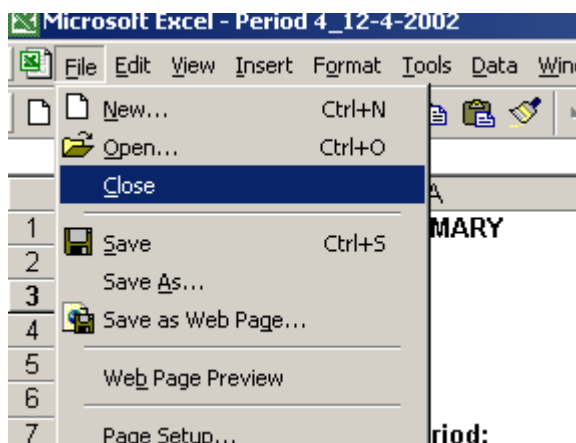 Microsoft Excel - Period 4_12-4-2002
File Edit View Insert Format Tools Data
New... Ctrl+N
Open... Ctrl+O
Close
A
1 MARY
Save Ctrl+S
2
Save As...
3
Save as Web Page...
4
5
Web Page Preview
6
7 Page Setup... riod: